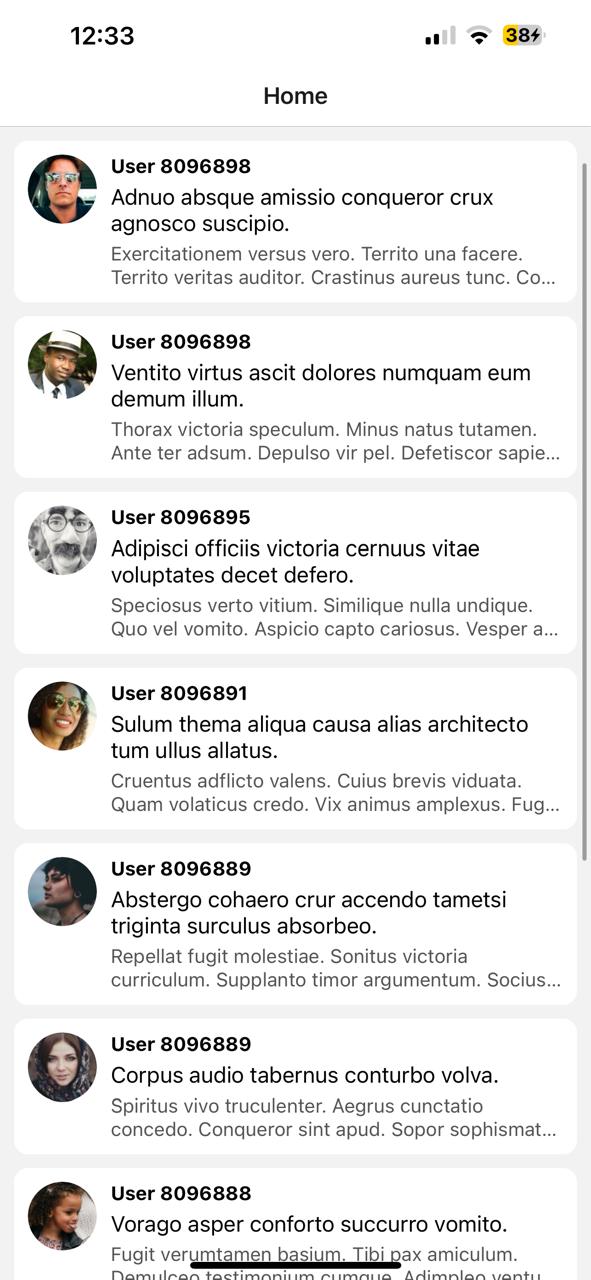 12:33
38
Home
User 8096898
Adnuo absque amissio conqueror crux
agnosco suscipio.
Exercitationem versus vero. Territo una facere.
Territo veritas auditor. Crastinus aureus tunc. Co...
User 8096898
Ventito virtus ascit dolores numquam eum
demum illum.
Thorax victoria speculum. Minus natus tutamen.
Ante ter adsum. Depulso vir pel. Defetiscor sapie...
User 8096895
Adipisci officiis victoria cernuus vitae
voluptates decet defero.
Speciosus verto vitium. Similique nulla undique.
Quo vel vomito. Aspicio capto cariosus. Vesper a...
User 8096891
Sulum thema aliqua causa alias architecto
tum ullus allatus.
Cruentus adflicto valens. Cuius brevis viduata.
Quam volaticus credo. Vix animus amplexus. Fug...
User 8096889
Abstergo cohaero crur accendo tametsi
triginta surculus absorbeo.
Repellat fugit molestiae. Sonitus victoria
curriculum. Supplanto timor argumentum. Socius...
User 8096889
Corpus audio tabernus conturbo volva.
Spiritus vivo truculenter. Aegrus cunctatio
concedo. Conqueror sint apud. Sopor sophismat...
User 8096888
Vorago asper conforto succurro vomito.
Fugit verumtamen basium. Tibi pax amiculum.
Demulceo testimonium cumque. Adimpleo ventu